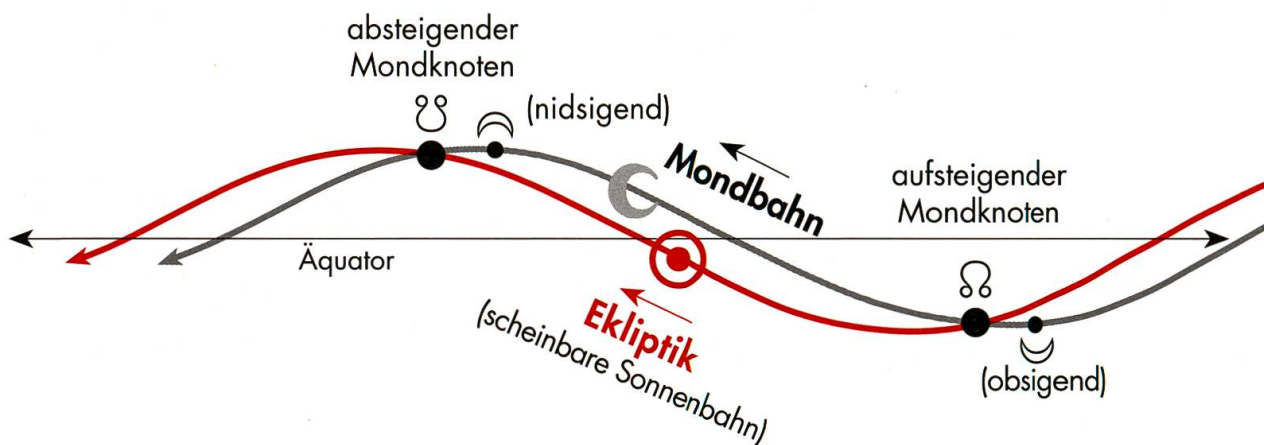 absteigender
Mondknoten
☋
(nidsigend)
Mondbahn
aufsteigender
Mondknoten
Äquator
☊
Ekliptik
(scheinbare Sonnenbahn)
(obsigend)